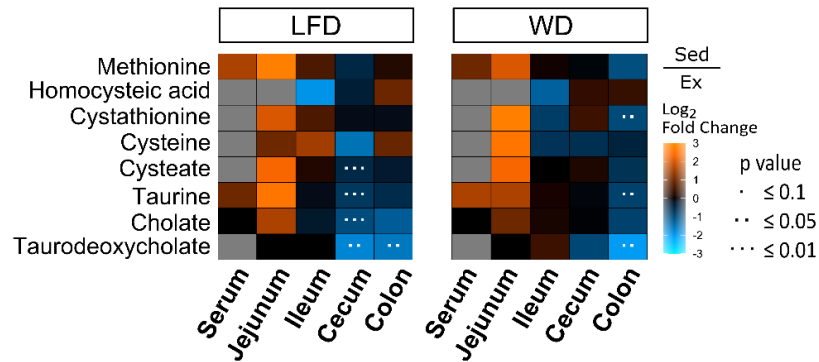 LFD
WD
Methionine
Homocysteic acid
Cystathionine
Cysteine
Cysteate
Taurine
Cholate
Taurodeoxycholate
Serum
Jejunum
Ileum
Cecum
Colon
Serum
Jejunum
Ileum
Cecum
Colon
Sed
Ex
Log2
Fold Change
3
2
1
0
-1
-2
-3
p value
· ≤ 0.1
·· ≤ 0.05
··· ≤ 0.01